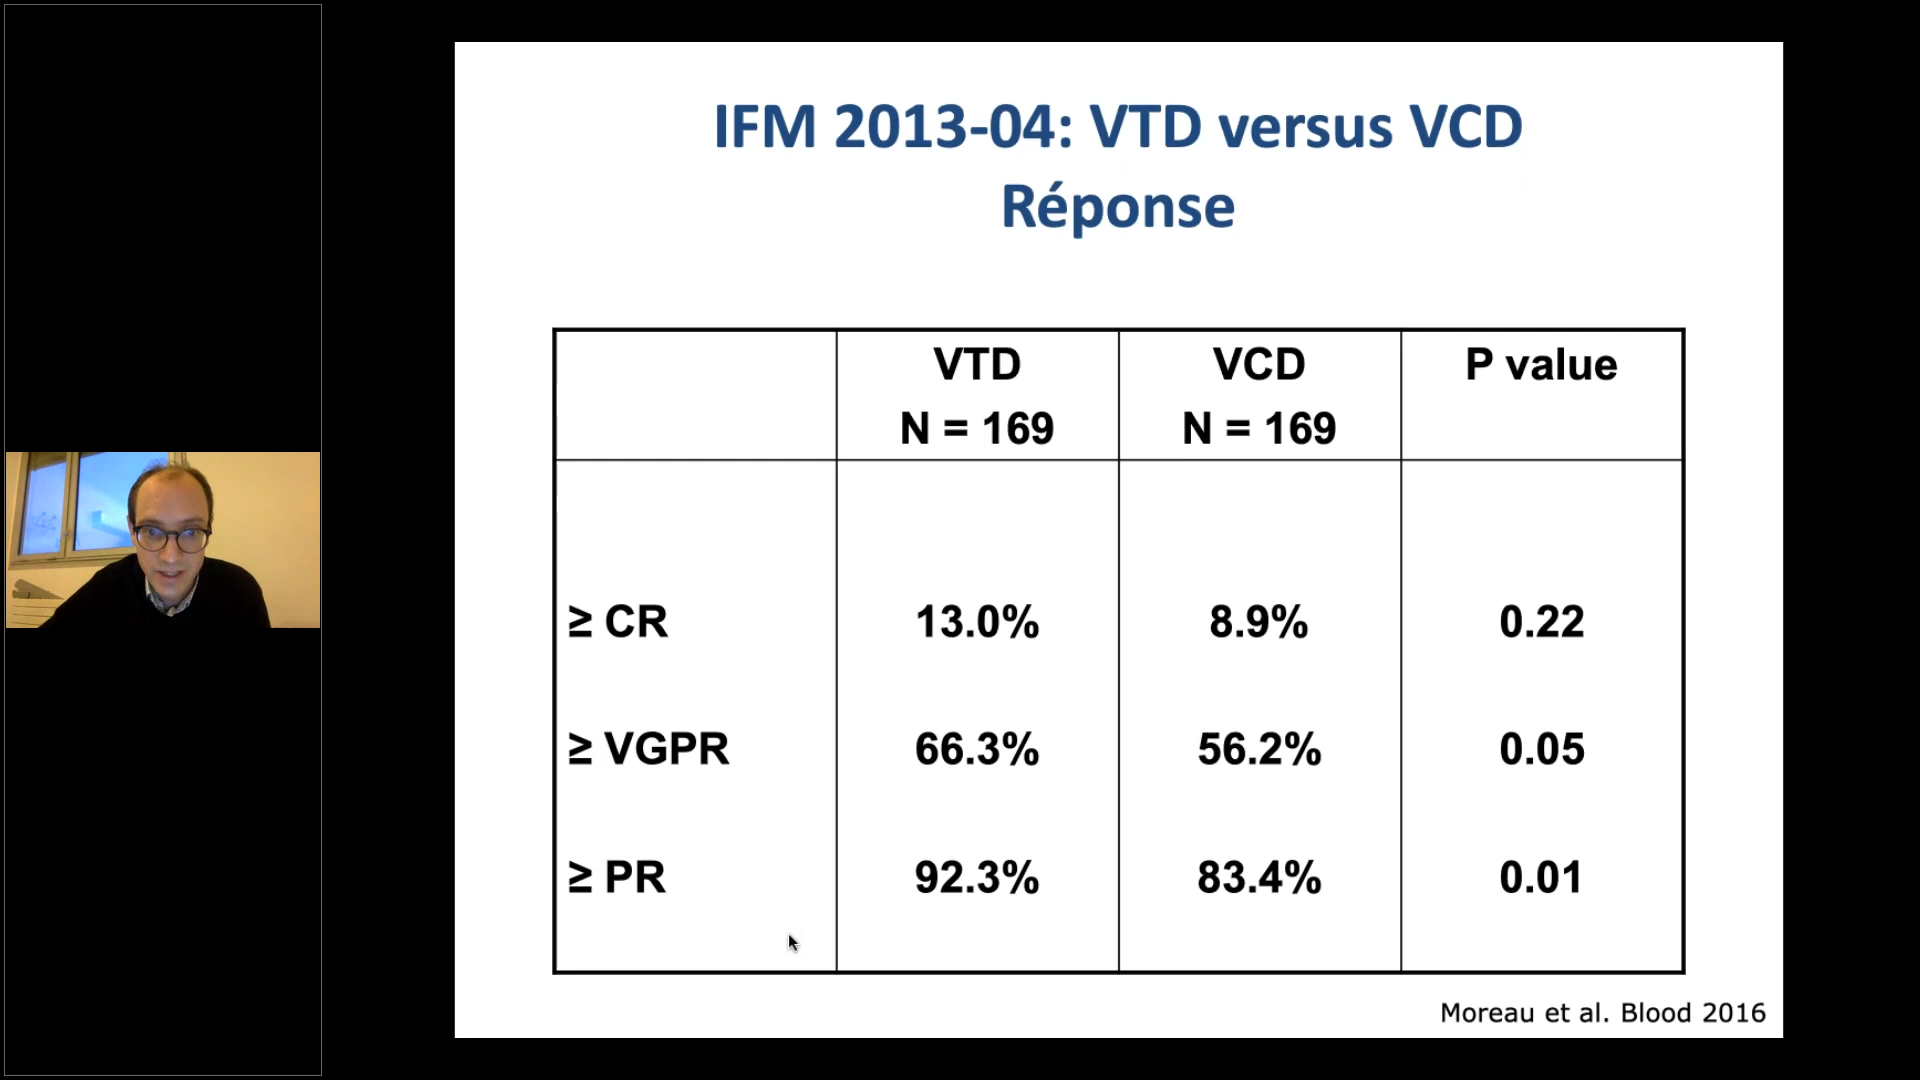 IFM 2013-04: VTD versus VCD
Réponse
VTD VCD P value
N = 169 N = 169
≥ CR 13.0% 8.9% 0.22
≥ VGPR 66.3% 56.2% 0.05
≥ PR 92.3% 83.4% 0.01
Moreau et al. Blood 2016